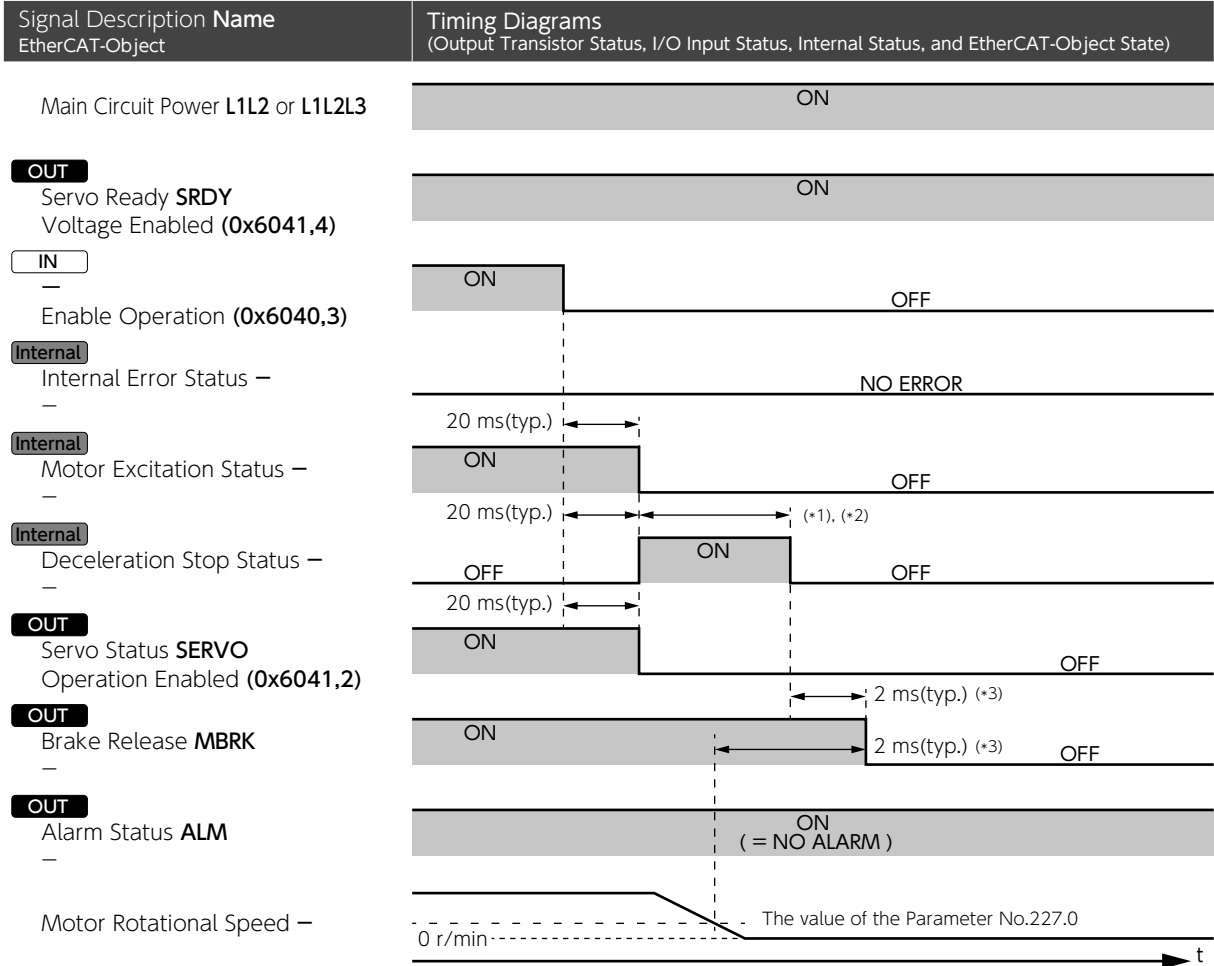 Signal Description Name
EtherCAT-Object
Timing Diagrams
(Output Transistor Status, I/O Input Status, Internal Status, and EtherCAT-Object State)
Main Circuit Power L1L2 or L1L2L3
ON
OUT
Servo Ready SRDY
Voltage Enabled (0x6041,4)
ON
IN
—
Enable Operation (0x6040,3)
ON
OFF
Internal
Internal Error Status —
—
NO ERROR
20 ms(typ.)
Internal
Motor Excitation Status —
—
ON
OFF
20 ms(typ.)
(*1), (*2)
Internal
Deceleration Stop Status —
—
OFF
ON
OFF
20 ms(typ.)
OUT
Servo Status SERVO
Operation Enabled (0x6041,2)
ON
OFF
2 ms(typ.) (*3)
OUT
Brake Release MBRK
—
ON
2 ms(typ.) (*3)
OFF
OUT
Alarm Status ALM
—
ON
( = NO ALARM )
Motor Rotational Speed —
The value of the Parameter No.227.0
0 r/min
t